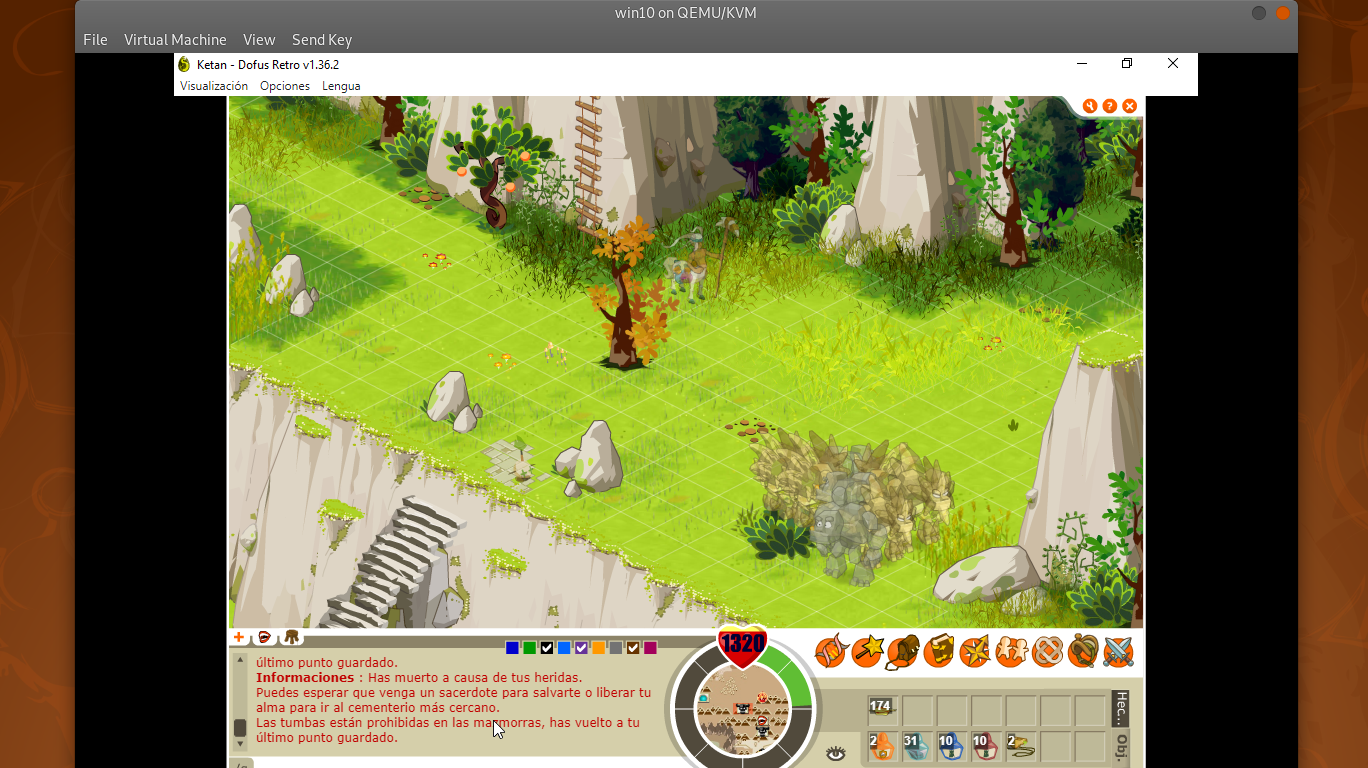 win10 on QEMU/KVM
File Virtual Machine View Send Key
Ketan - Dofus Retro v1.36.2
Visualización Opciones Lengua
último punto guardado.
Informaciones : Has muerto a causa de tus heridas.
Puedes esperar que venga un sacerdote para salvarte o liberar tu
alma para ir al cementerio más cercano.
Las tumbas están prohibidas en las mazmorras, has vuelto a tu
último punto guardado.
1320
174
Hec...
2 31 10 10 2
Obj.